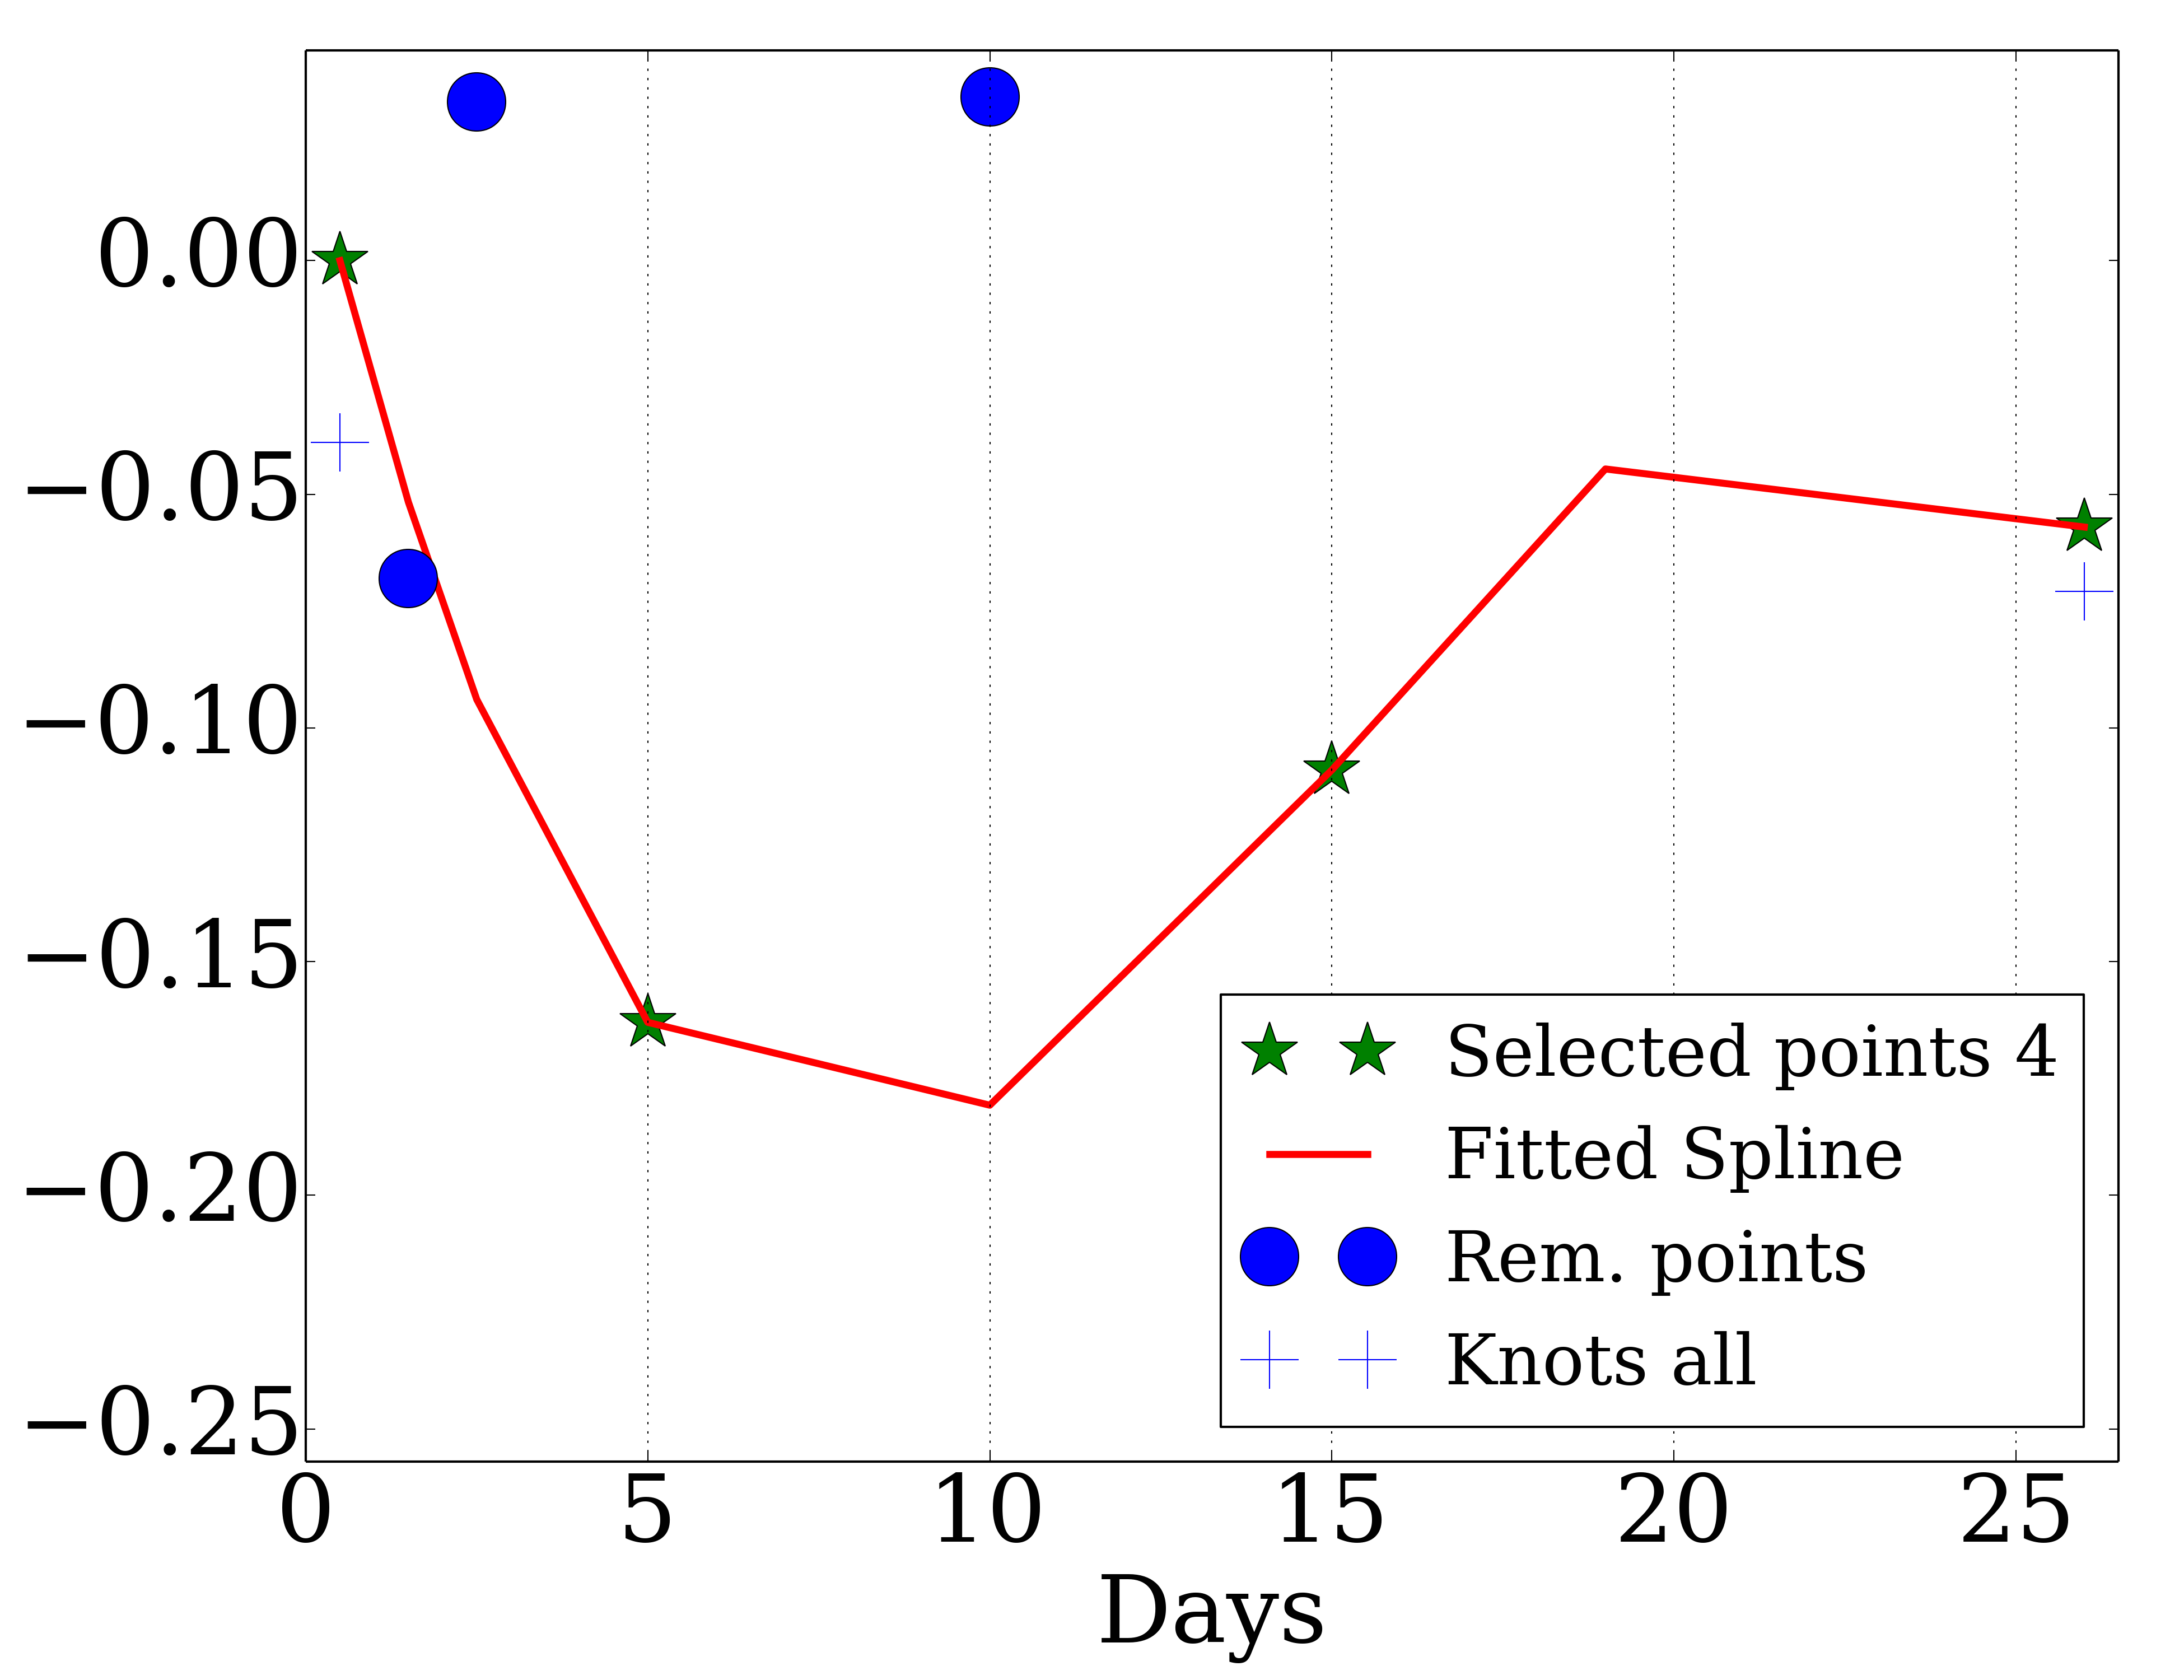 0.00
−0.05
−0.10
−0.15
−0.20
−0.25
0 5 10 15 20 25
Days
Selected points 4
Fitted Spline
Rem. points
Knots all